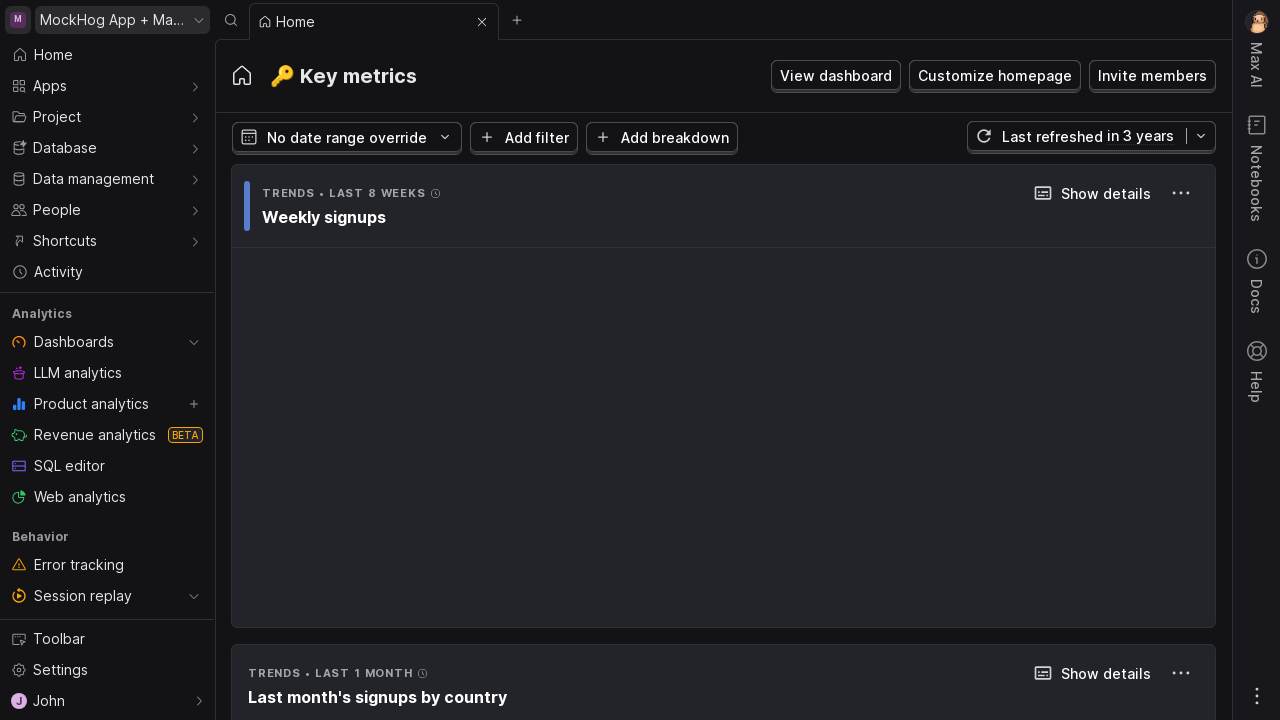 M
MockHog App + Ma...
Home
Home
Apps
Project
Database
Data management
People
Shortcuts
Activity
Analytics
Dashboards
LLM analytics
Product analytics
Revenue analytics
BETA
SQL editor
Web analytics
Behavior
Error tracking
Session replay
Toolbar
Settings
J
John
🔑 Key metrics
View dashboard
Customize homepage
Invite members
No date range override
Add filter
Add breakdown
Last refreshed in 3 years
TRENDS • LAST 8 WEEKS
Show details
Weekly signups
TRENDS • LAST 1 MONTH
Show details
Last month's signups by country
Max AI
Notebooks
Docs
Help